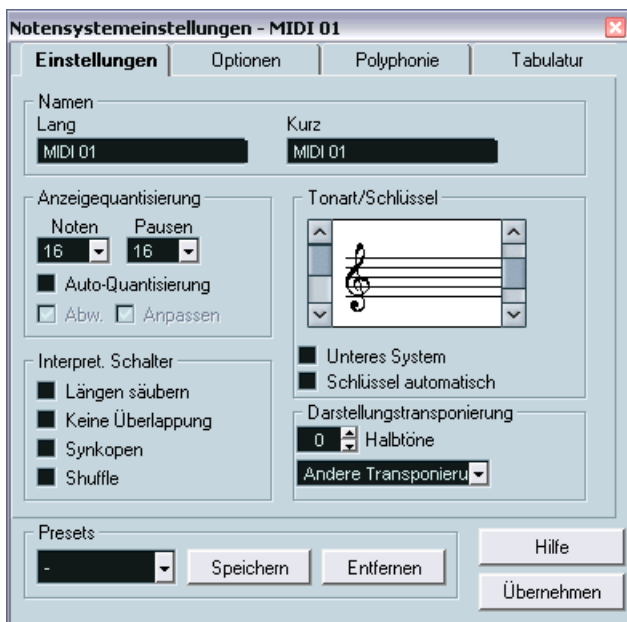 Notensystemeinstellungen - MIDI 01
Einstellungen Optionen Polyphonie Tabulatur
Namen
Lang Kurz
MIDI 01 MIDI 01
Anzeigequantisierung
Noten Pausen
16 16
Auto-Quantisierung
Abw. Anpassen
Interpret. Schalter
Längen säubern
Keine Überlappung
Synkopen
Shuffle
Tonart/Schlüssel
Unteres System
Schlüssel automatisch
Darstellungstransponierung
0 Halbtöne
Andere Transponieru
Presets
-
Speichern Entfernen
Hilfe
Übernehmen